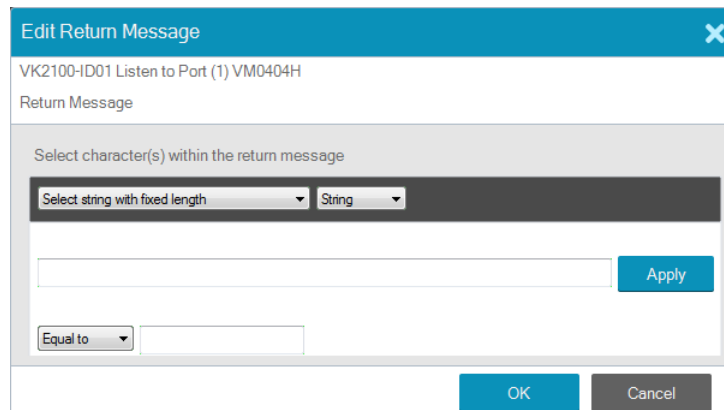 Edit Return Message
VK2100-ID01 Listen to Port (1) VM0404H
Return Message
Select character(s) within the return message
Select string with fixed length String
Apply
Equal to
OK Cancel